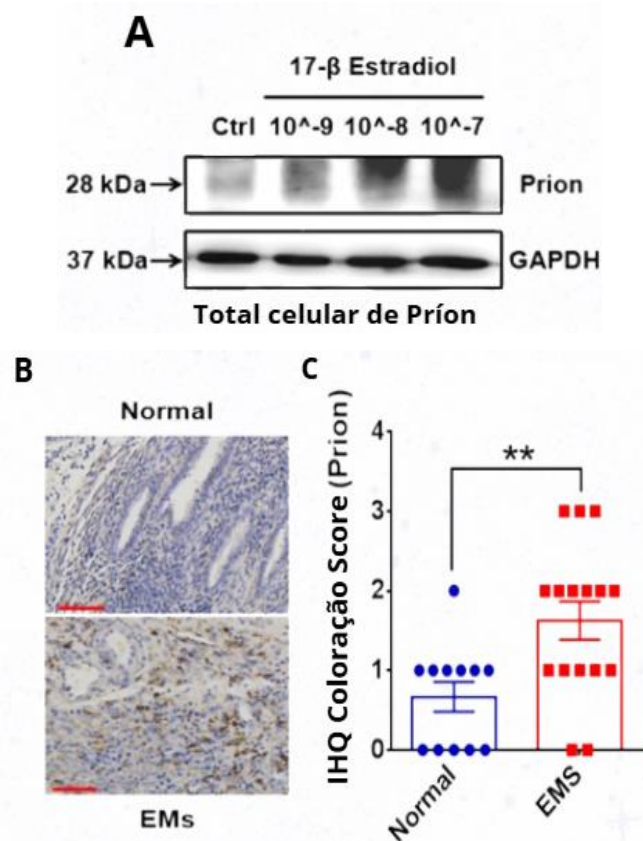 A
17-β Estradiol
Ctrl 10^-9 10^-8 10^-7
28 kDa→ Prion
37 kDa→ GAPDH
Total celular de Príon
B
Normal
EMs
C
IHQ Coloração Score (Prion)
4
**
3
2
1
0
Normal
EMS